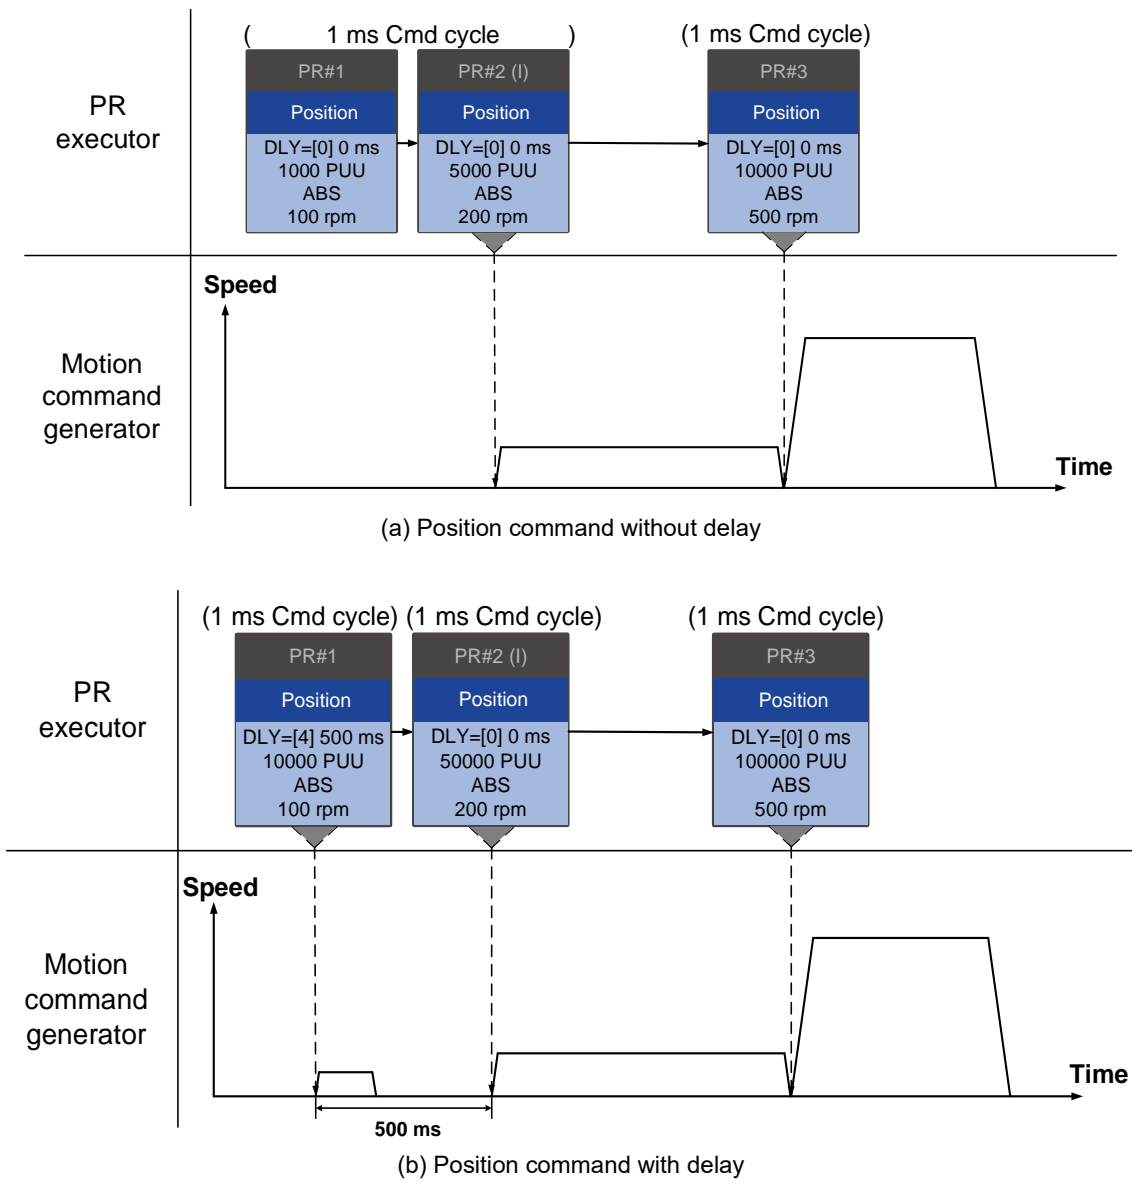 ( 1 ms Cmd cycle ) (1 ms Cmd cycle)
PR
executor
PR#1
Position
DLY=[0] 0 ms
1000 PUU
ABS
100 rpm
PR#2 (I)
Position
DLY=[0] 0 ms
5000 PUU
ABS
200 rpm
PR#3
Position
DLY=[0] 0 ms
10000 PUU
ABS
500 rpm
Motion
command
generator
Speed
Time
(a) Position command without delay
(1 ms Cmd cycle) (1 ms Cmd cycle) (1 ms Cmd cycle)
PR
executor
PR#1
Position
DLY=[4] 500 ms
10000 PUU
ABS
100 rpm
PR#2 (I)
Position
DLY=[0] 0 ms
50000 PUU
ABS
200 rpm
PR#3
Position
DLY=[0] 0 ms
100000 PUU
ABS
500 rpm
Motion
command
generator
Speed
Time
500 ms
(b) Position command with delay